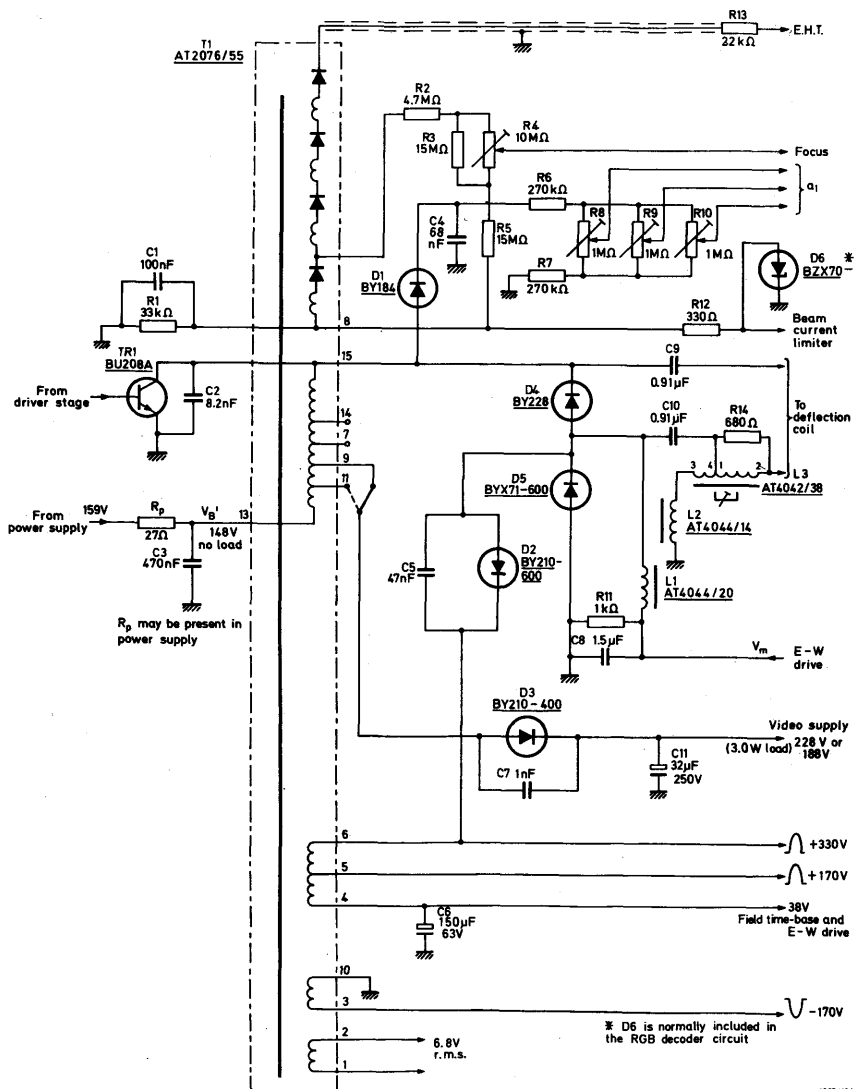 R13
22kΩ
E.H.T.
T1
AT2076/55
R2
4.7MΩ
R3
15MΩ
R4
10MΩ
Focus
R6
270kΩ
a1
C4
68
nF
R8
R9
R10
R5
15MΩ
1MΩ
1MΩ
1MΩ
D6
*
BZX70-
C1
100nF
D1
BY184
R7
270kΩ
R1
33kΩ
8
R12
330Ω
Beam
current
limiter
TR1
BU208A
15
C9
0.91μF
From
driver stage
C2
8.2nF
D4
BY228
C10
0.91μF
R14
680Ω
To
deflection
coil
14
7
9
11
D5
BYX71-600
3
4
1
2
L3
AT4042/38
From
power supply
159V
Rp
27Ω
VB'
148V
no load
13
L2
AT4044/14
C3
470nF
C5
47nF
D2
BY210-
600
L1
AT4044/20
Rp may be present in
power supply
R11
1kΩ
C8
1.5μF
Vm
E-W
drive
D3
BY210-400
Video supply
(3.0W load)
228 V or
188V
C7 1nF
C11
32μF
250V
6
+330V
5
+170V
4
38V
Field time-base and
E-W drive
C6
150μF
63V
10
3
-170V
* D6 is normally included in
the RGB decoder circuit
2
6.8V
r.m.s.
1